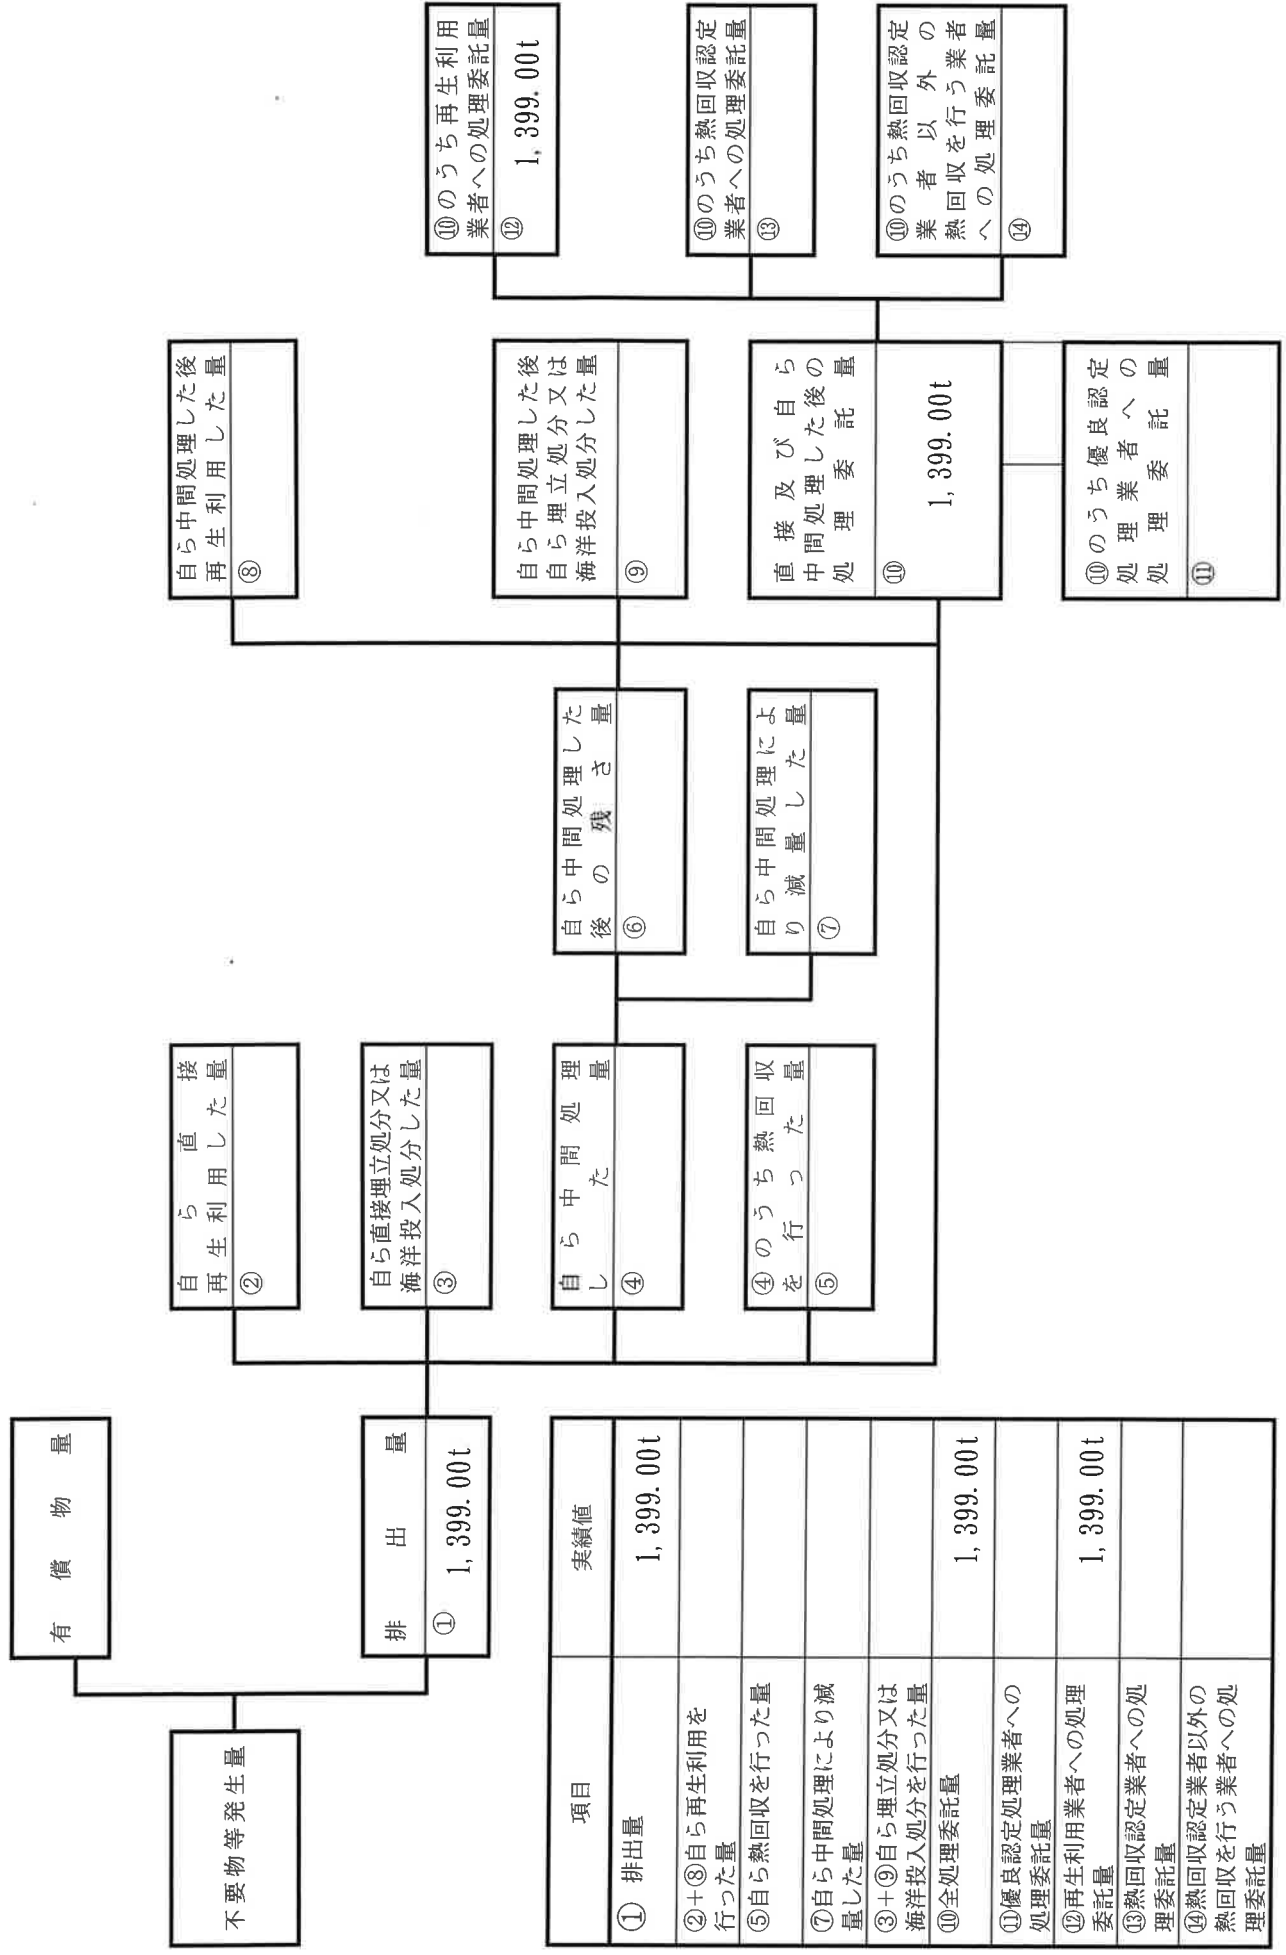 不要物等発生量
有償物量
排出量
① 1,399.00t
自ら直接
再生利用した量
②
自ら直接埋立処分又は
海洋投入処分した量
③
自ら中間処理
した量
④
④のうち熱回収
を行った量
⑤
自ら中間処理した
後の残さ量
⑥
自ら中間処理によ
り減量した量
⑦
自ら中間処理した後
再生利用した量
⑧
自ら中間処理した後
自ら埋立処分又は
海洋投入処分した量
⑨
直接及び自ら
中間処理した後の
処理委託量
⑩
1,399.00t
⑩のうち優良認定
処理業者への
処理委託量
⑪
⑩のうち再生利用
業者への処理委託量
⑫
1,399.00t
⑩のうち熱回収認定
業者への処理委託量
⑬
⑩のうち熱回収認定
業者以外の
熱回収を行う業者
への処理委託量
⑭
項目 実績値
① 排出量 1,399.00t
②+⑧自ら再生利用を
行った量
⑤自ら熱回収を行った量
⑦自ら中間処理により減
量した量
③+⑨自ら埋立処分又は
海洋投入処分を行った量
⑩全処理委託量 1,399.00t
⑪優良認定処理業者への
処理委託量
⑫再生利用業者への処理
委託量 1,399.00t
⑬熱回収認定業者への処
理委託量
⑭熱回収認定業者以外の
熱回収を行う業者への処
理委託量